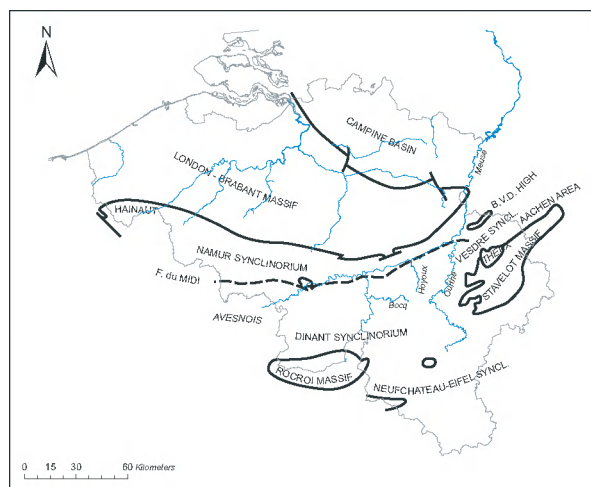 N
CAMPINE BASIN
Meuse
LONDON - BRABANT MASSIF
B.V.D. HIGH
HAINAUT
VESDRE SYNCL.
AACHEN AREA
THEUX
NAMUR SYNCLINORIUM
STAVELOT MASSIF
F. du MIDI
Hoyoux
Ourthe
Bocq
AVESNOIS
DINANT SYNCLINORIUM
ROCROI MASSIF
NEUFCHATEAU-EIFEL SYNCL.
0 15 30 60 Kilometers